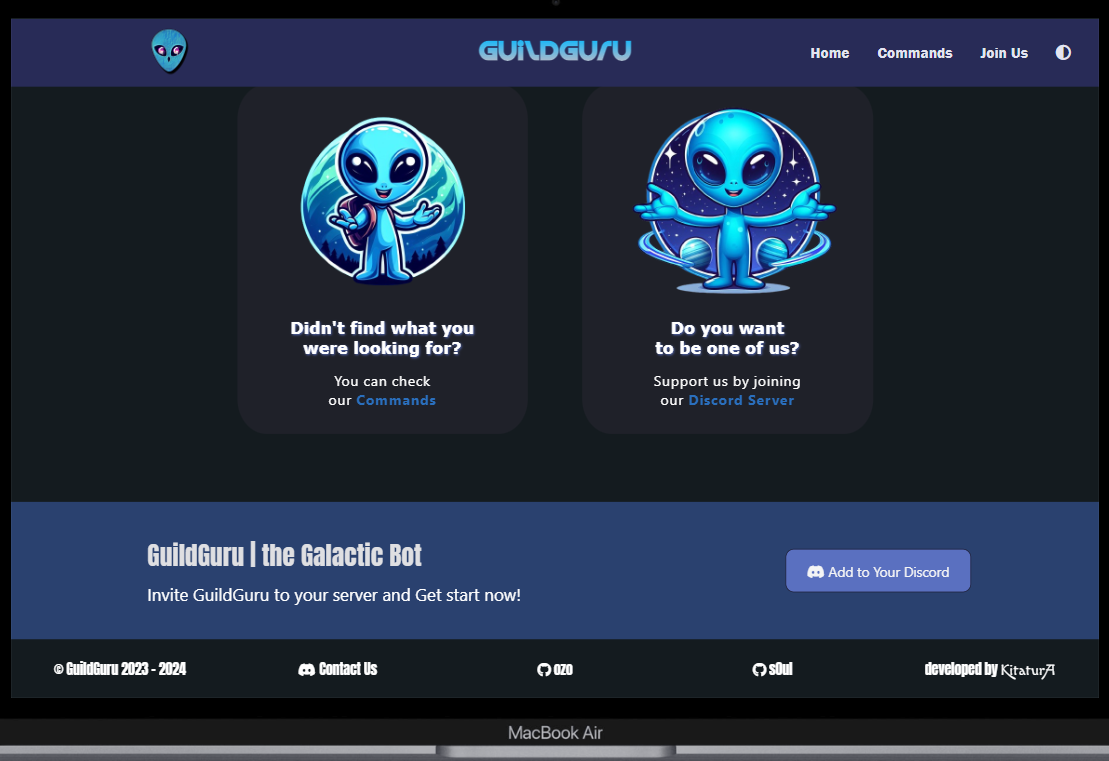 GUILDGURU
Home
Commands
Join Us
Didn't find what you
were looking for?
You can check
our Commands
Do you want
to be one of us?
Support us by joining
our Discord Server
GuildGuru | the Galactic Bot
Invite GuildGuru to your server and Get start now!
Add to Your Discord
© GuildGuru 2023 - 2024
Contact Us
ozo
s0ul
developed by KitaturA
MacBook Air